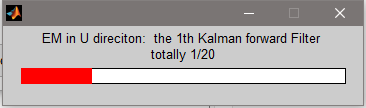 EM in U direciton:  the 1th Kalman forward Filter
totally 1/20